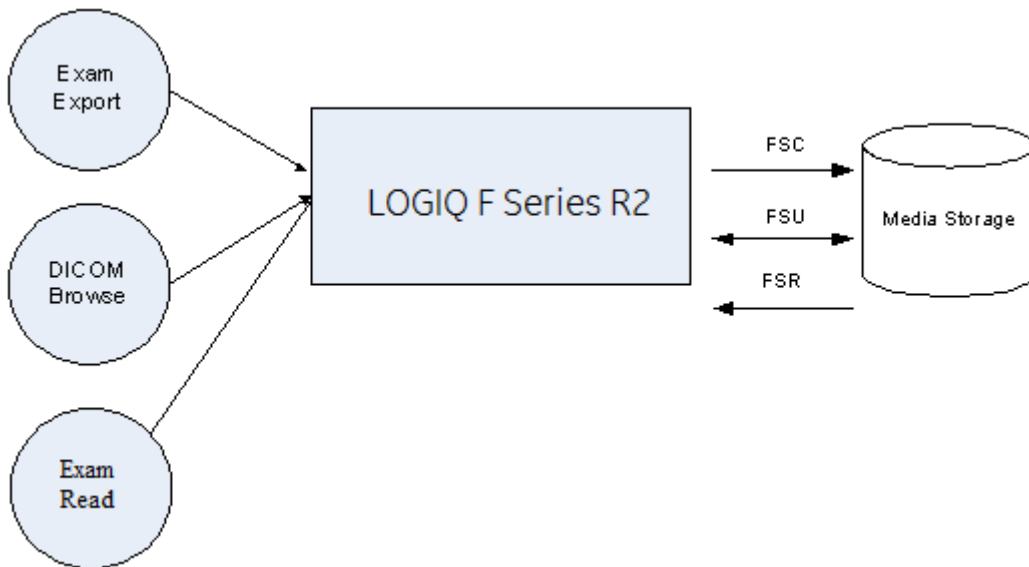 Exam
Export
DICOM
Browse
Exam
Read
LOGIQ F Series R2
FSC
FSU
FSR
Media Storage